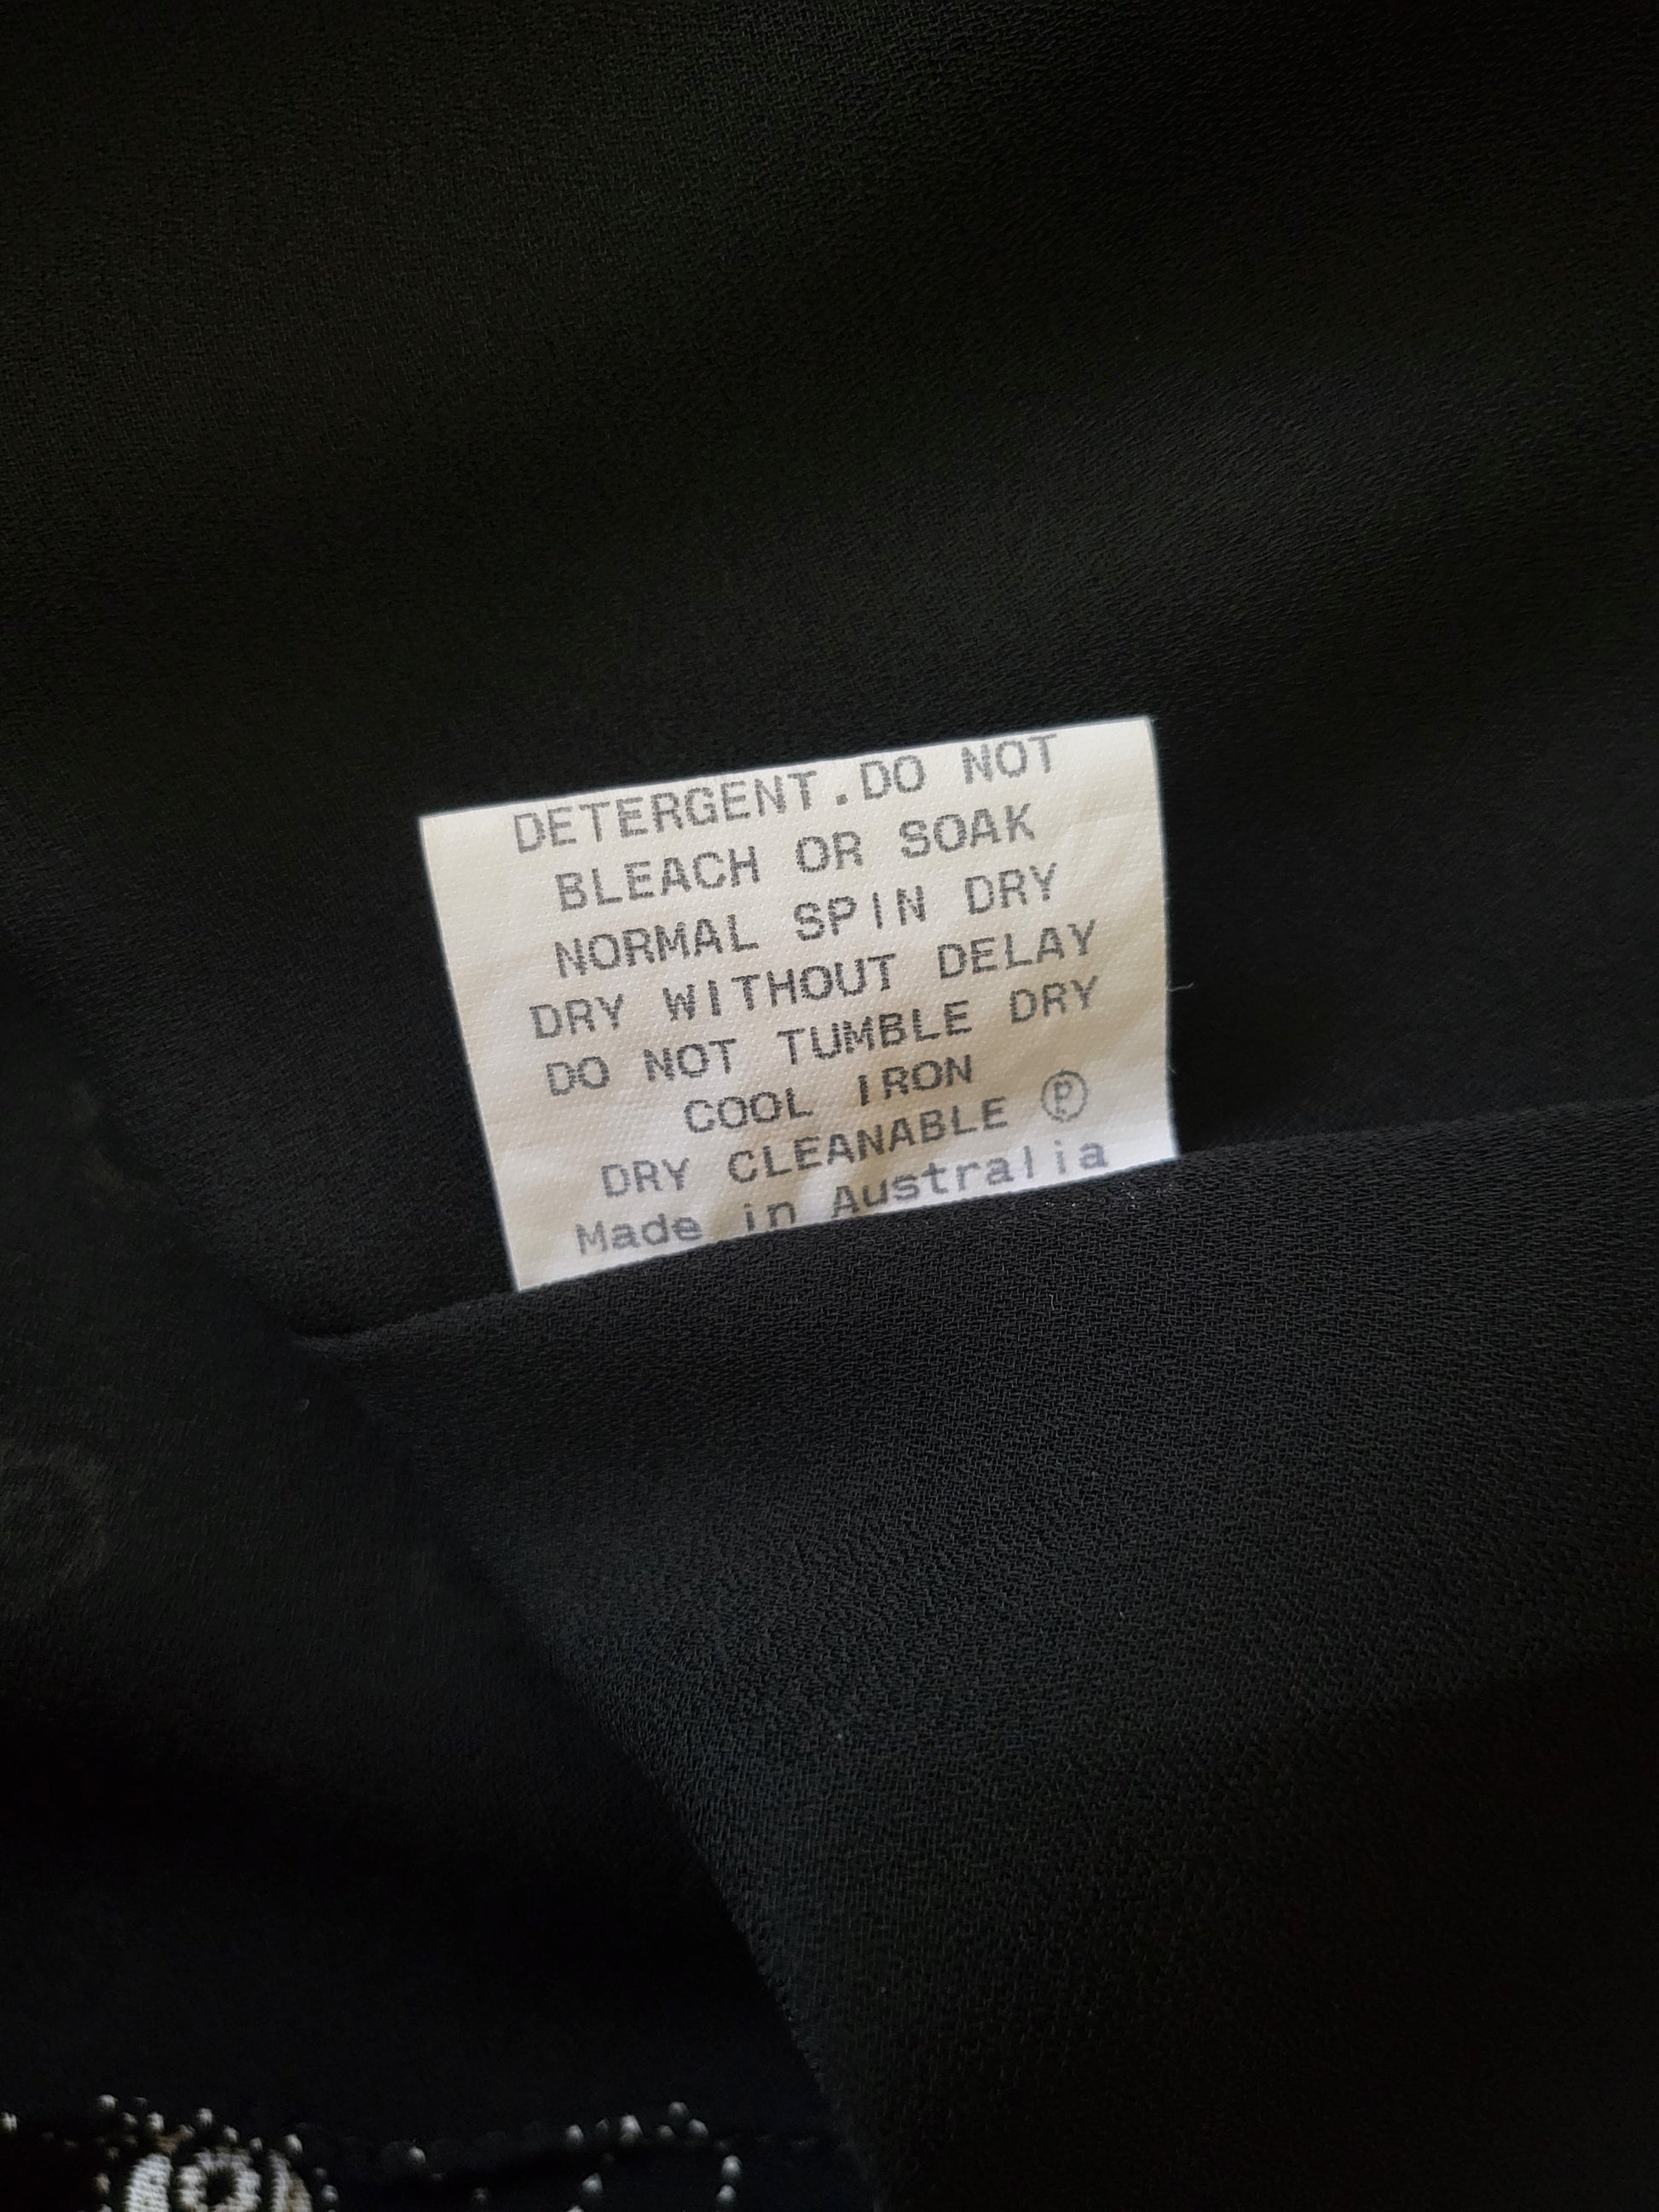 DETERGENT.DO NOT
BLEACH OR SOAK
NORMAL SPIN DRY
DRY WITHOUT DELAY
DO NOT TUMBLE DRY
COOL IRON
DRY CLEANABLE Ⓟ
Made in Australia